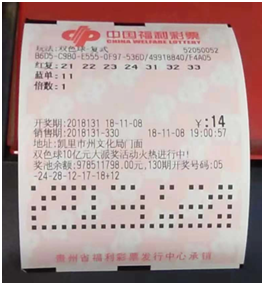 中国福利彩票
CHINA WELFARE LOTTERY
玩法:双色球·复式 52050052
B6D5-C9B0-E555-0F97-5360/49918840/F4A05
红复:21 22 23 24 31 32 33
蓝单:11
倍数:1
开奖期:2018131 18-11-08 ¥:14
销售期:2018131-330 18-11-08 19:00:57
地址:凯里市州文化局门面
双色球10亿元大派奖活动火热进行中!
奖池余额:978511798.00元,130期开奖号码:05
-24-28-12-17-18+12
贵州省福利彩票发行中心承销